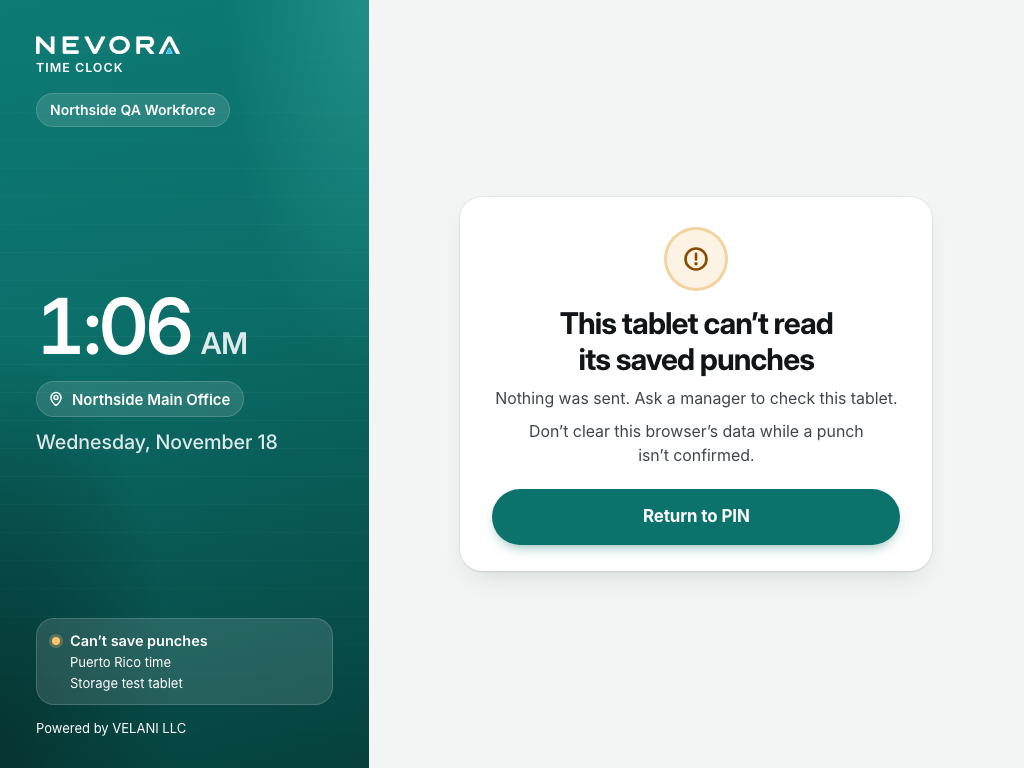 NEVORA
TIME CLOCK
Northside QA Workforce
1:06 AM
Northside Main Office
Wednesday, November 18
Can’t save punches
Puerto Rico time
Storage test tablet
Powered by VELANI LLC
This tablet can’t read
its saved punches
Nothing was sent. Ask a manager to check this tablet.
Don’t clear this browser’s data while a punch
isn’t confirmed.
Return to PIN